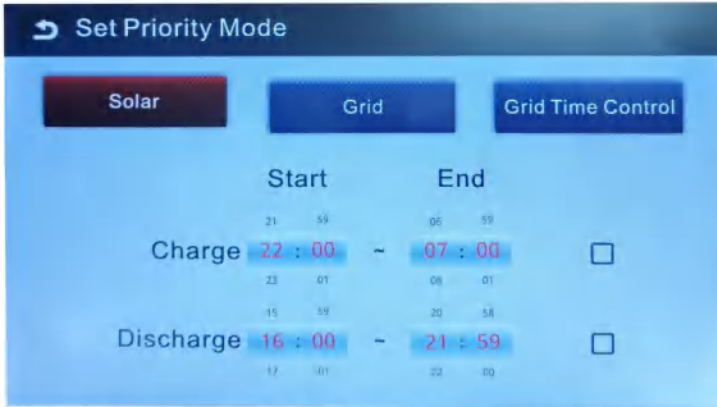 Set Priority Mode
Solar Grid Grid Time Control
Start End
21 59 06 59
Charge 22 : 00 ~ 07 : 00
23 01 08 01
15 59 20 58
Discharge 16 : 00 ~ 21 : 59
17 01 22 00